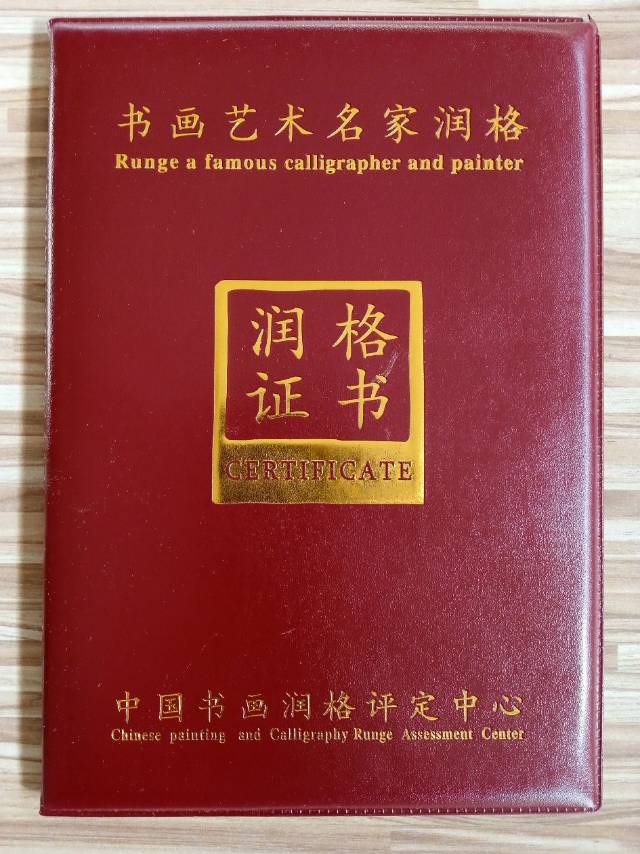 书画艺术名家润格
Runge a famous calligrapher and painter
润格
证书
CERTIFICATE
中国书画润格评定中心
Chinese painting and Calligraphy Runge Assessment Center